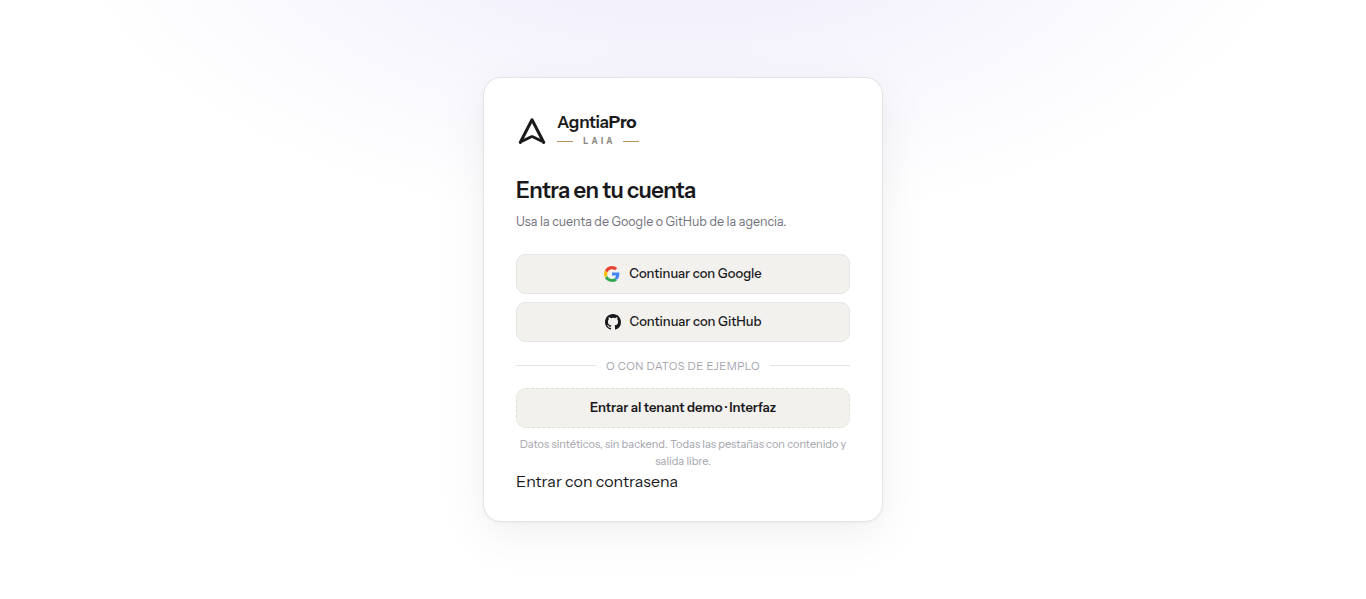 AgntiaPro
LAIA
Entra en tu cuenta
Usa la cuenta de Google o GitHub de la agencia.
Continuar con Google
Continuar con GitHub
O CON DATOS DE EJEMPLO
Entrar al tenant demo · Interfaz
Datos sintéticos, sin backend. Todas las pestañas con contenido y
salida libre.
Entrar con contrasena